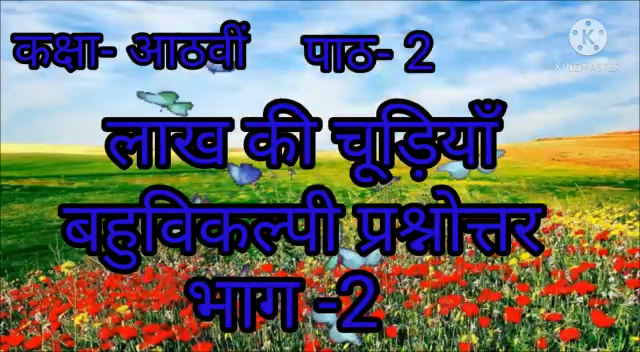 कक्षा- आठवीं पाठ- 2
KINEMASTER
लाख की चूड़ियाँ
बहुविकल्पी प्रश्नोत्तर
भाग -2